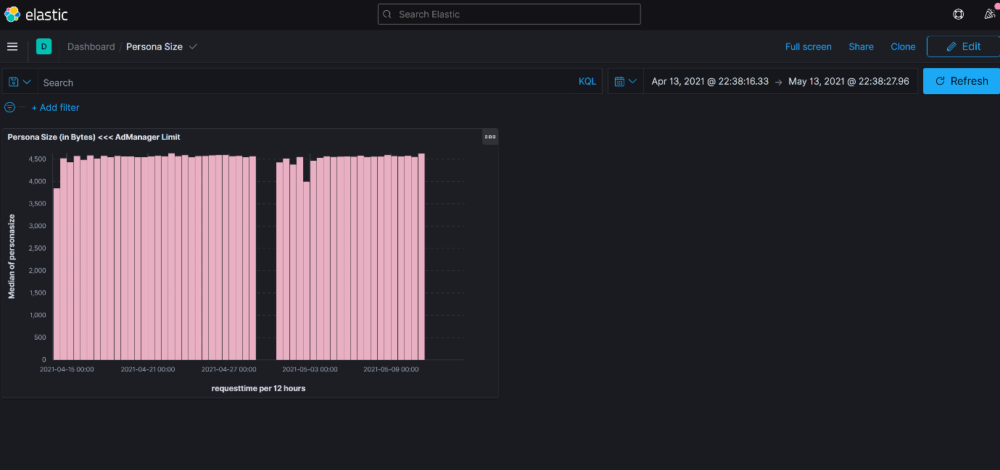 elastic
Search Elastic
D Dashboard / Persona Size Full screen Share Clone Edit
Search KQL Apr 13, 2021 @ 22:38:16.33 → May 13, 2021 @ 22:38:27.96 Refresh
+ Add filter
Persona Size (in Bytes) <<< AdManager Limit
Median of personasize
4,500
4,000
3,500
3,000
2,500
2,000
1,500
1,000
500
0
2021-04-15 00:00 2021-04-21 00:00 2021-04-27 00:00 2021-05-03 00:00 2021-05-09 00:00
requesttime per 12 hours